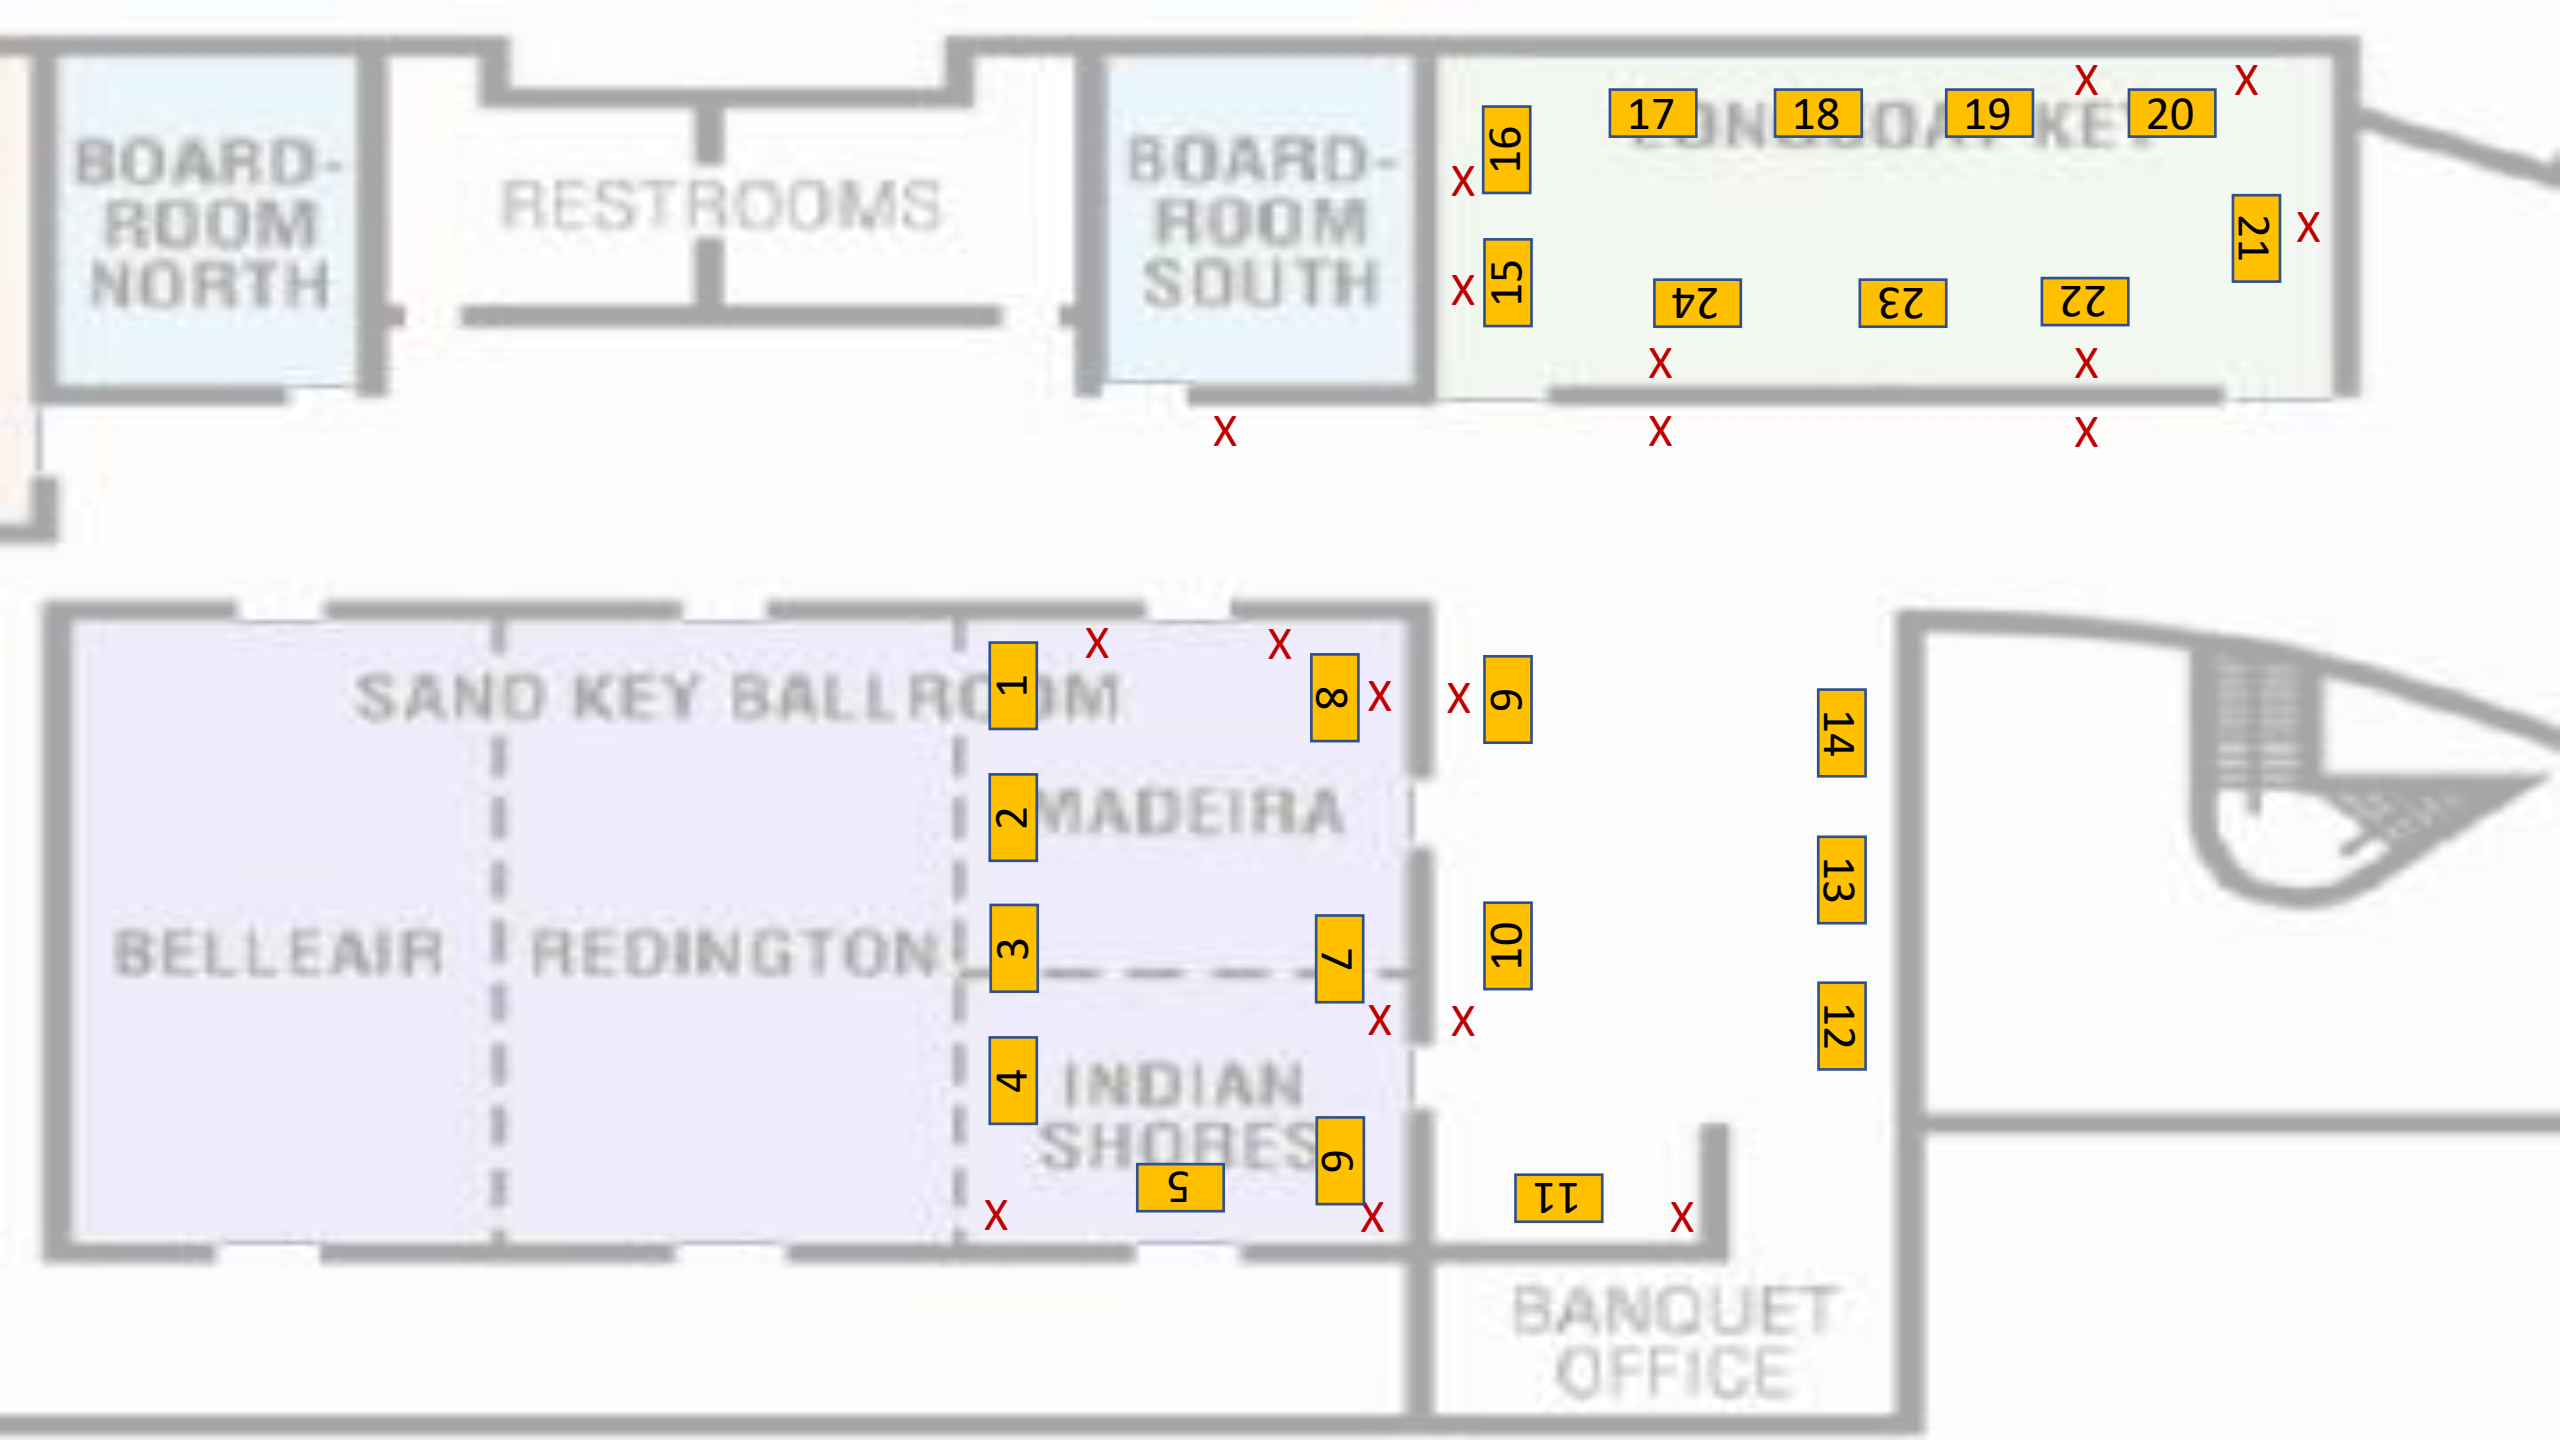 BOARD-
ROOM
NORTH
RESTROOMS
BOARD-
ROOM
SOUTH
LONGBOAT KEY
16
17
18
19
20
X
X
X
15
X
21
X
24
23
22
X
X
X
X
X
SAND KEY BALLROOM
MADEIRA
BELLEAIR
REDINGTON
INDIAN
SHORES
1
2
3
4
5
6
7
8
X
X
X
X
X
X
9
X
10
X
11
X
12
13
14
BANQUET
OFFICE